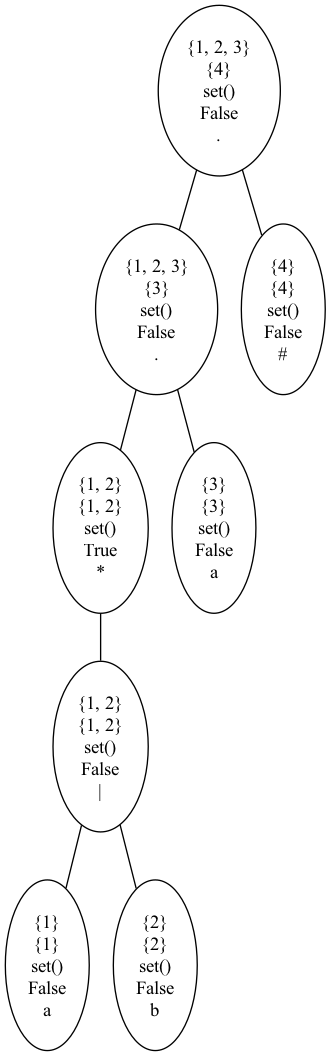 {1, 2, 3}
{4}
set()
False
.
{1, 2, 3}
{3}
set()
False
.
{4}
{4}
set()
False
#
{1, 2}
{1, 2}
set()
True
*
{3}
{3}
set()
False
a
{1, 2}
{1, 2}
set()
False
|
{1}
{1}
set()
False
a
{2}
{2}
set()
False
b